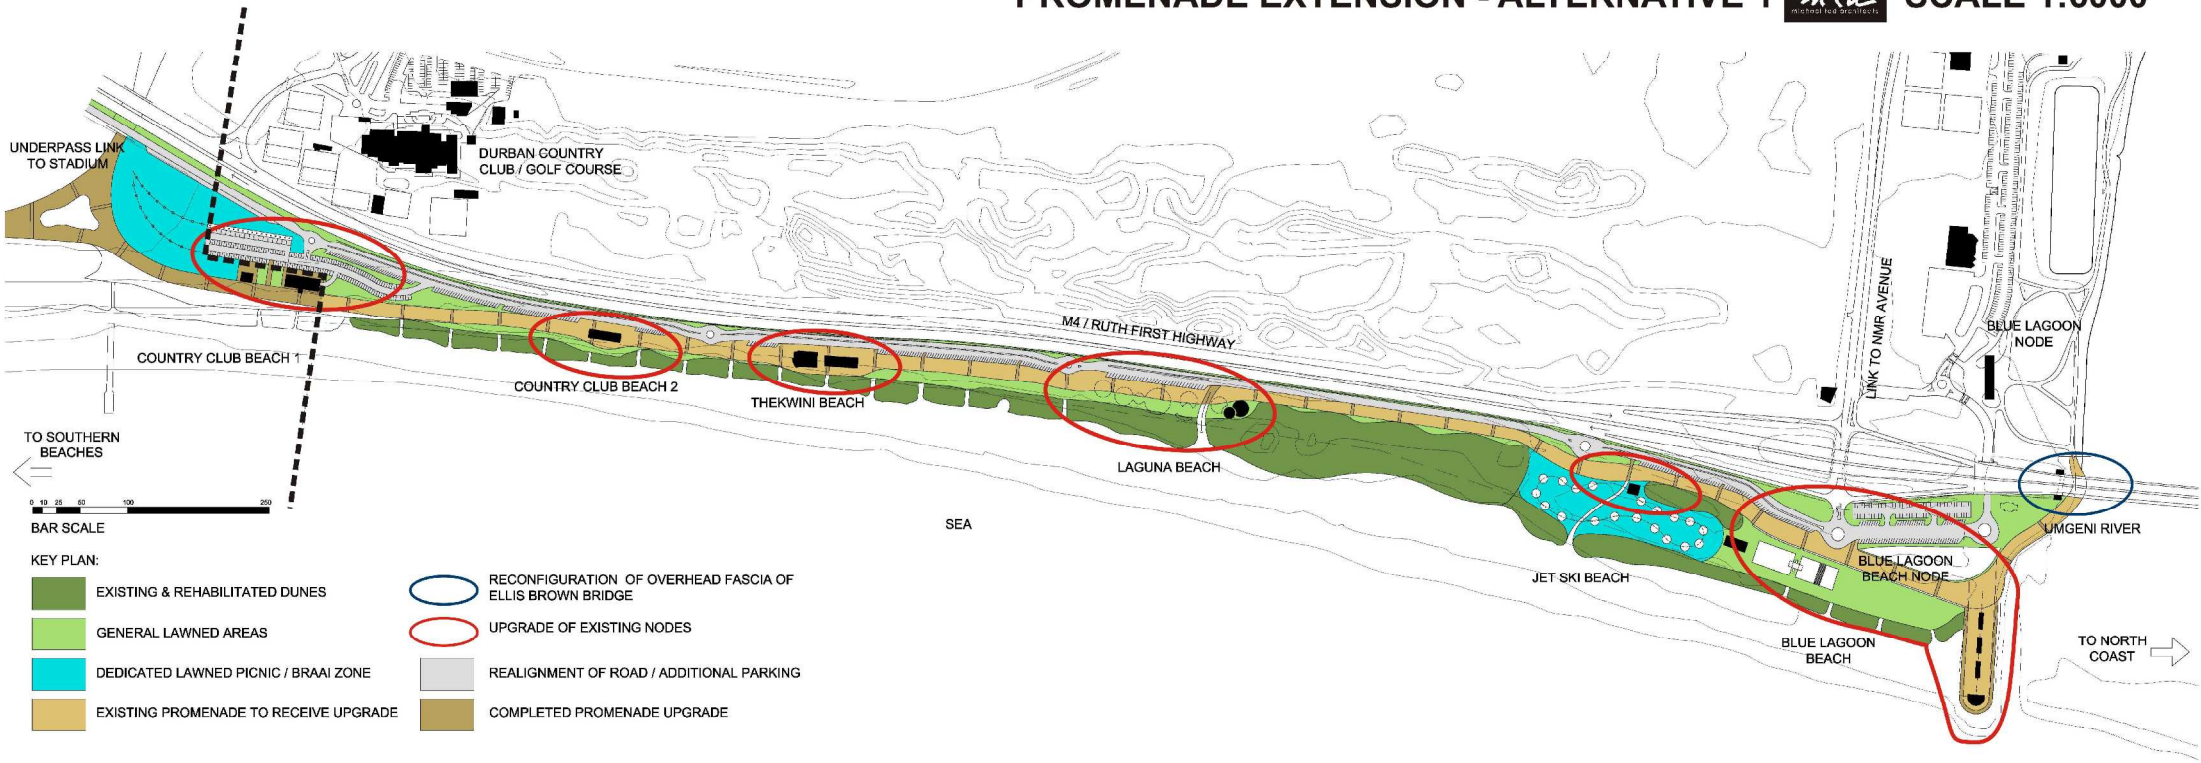 PROMENADE EXTENSION - ALTERNATIVE 1
SCALE 1:6000
UNDERPASS LINK
TO STADIUM
DURBAN COUNTRY
CLUB / GOLF COURSE
M4 / RUTH FIRST HIGHWAY
LINK TO NMR AVENUE
BLUE LAGOON
NODE
COUNTRY CLUB BEACH 1
COUNTRY CLUB BEACH 2
THEKWINI BEACH
LAGUNA BEACH
JET SKI BEACH
BLUE LAGOON
BEACH NODE
UMGENI RIVER
BLUE LAGOON
BEACH
TO NORTH
COAST
TO SOUTHERN
BEACHES
SEA
0 10 25 50 100 250
BAR SCALE
KEY PLAN:
EXISTING & REHABILITATED DUNES
GENERAL LAWNED AREAS
DEDICATED LAWNED PICNIC / BRAAI ZONE
EXISTING PROMENADE TO RECEIVE UPGRADE
RECONFIGURATION OF OVERHEAD FASCIA OF
ELLIS BROWN BRIDGE
UPGRADE OF EXISTING NODES
REALIGNMENT OF ROAD / ADDITIONAL PARKING
COMPLETED PROMENADE UPGRADE